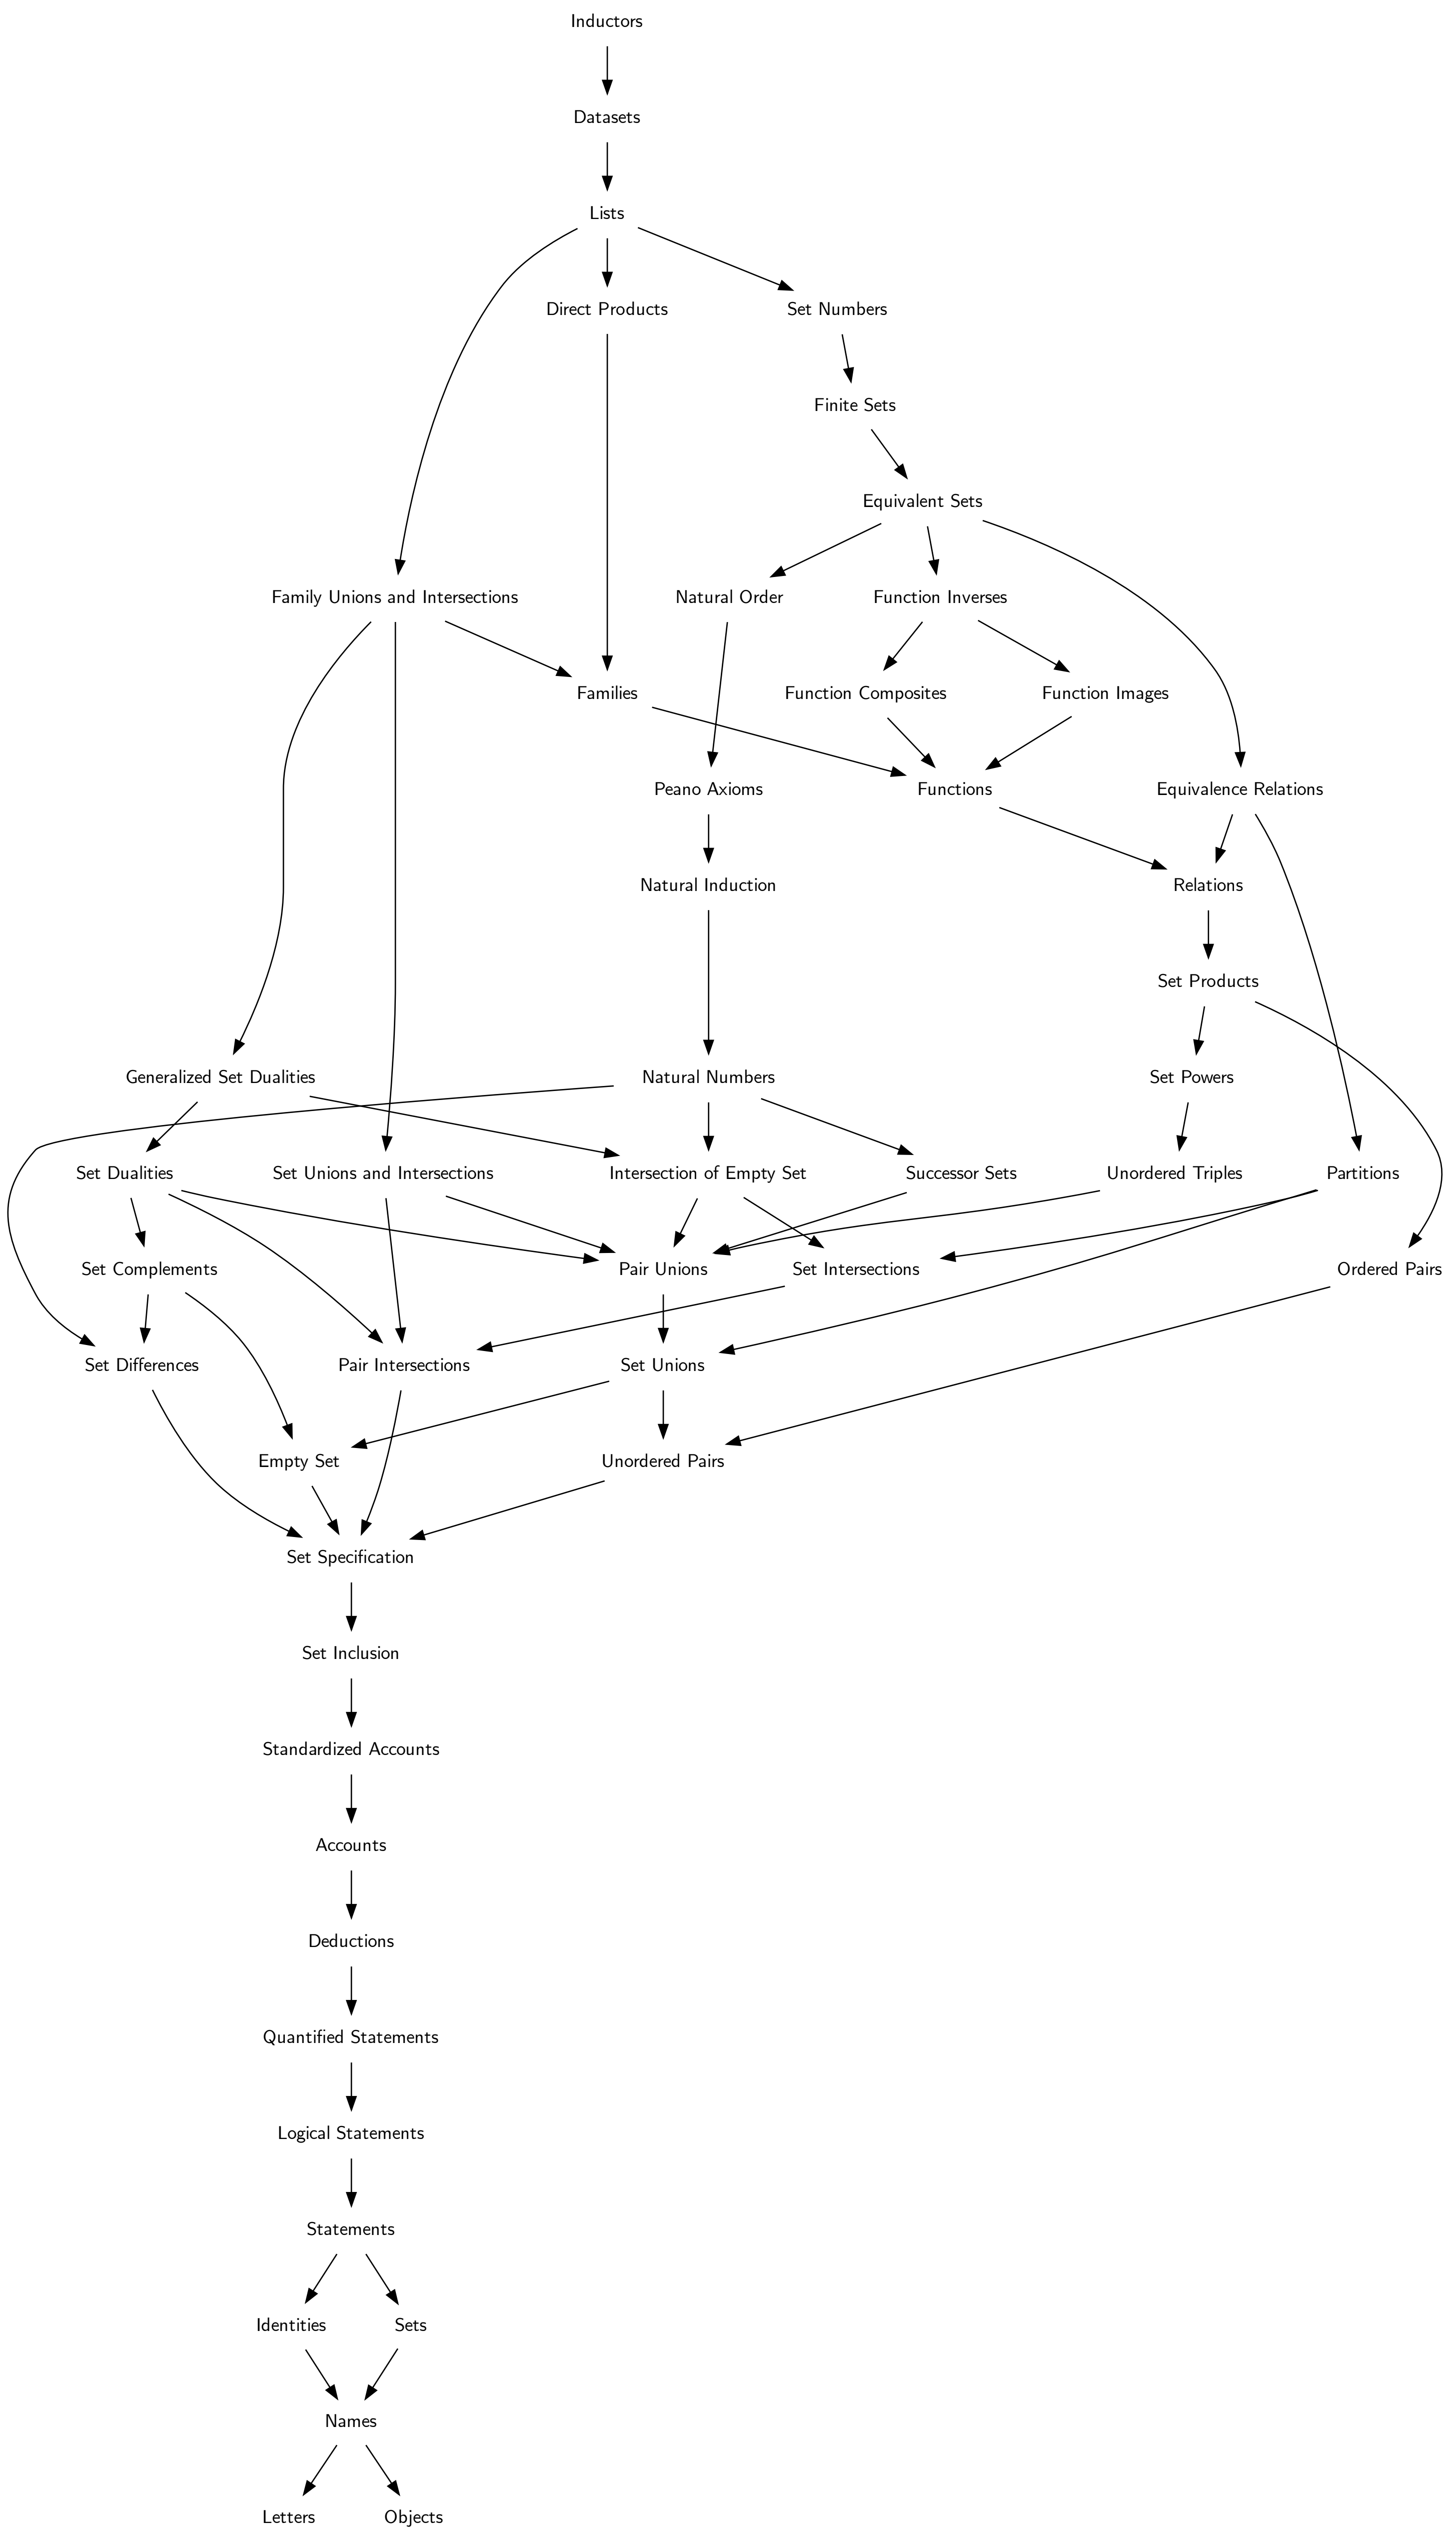 Inductors
Datasets
Lists
Direct Products
Set Numbers
Finite Sets
Equivalent Sets
Family Unions and Intersections
Natural Order
Function Inverses
Families
Function Composites
Function Images
Peano Axioms
Functions
Equivalence Relations
Natural Induction
Relations
Set Products
Generalized Set Dualities
Natural Numbers
Set Powers
Set Dualities
Set Unions and Intersections
Intersection of Empty Set
Successor Sets
Unordered Triples
Partitions
Set Complements
Pair Unions
Set Intersections
Ordered Pairs
Set Differences
Pair Intersections
Set Unions
Empty Set
Unordered Pairs
Set Specification
Set Inclusion
Standardized Accounts
Accounts
Deductions
Quantified Statements
Logical Statements
Statements
Identities
Sets
Names
Letters
Objects